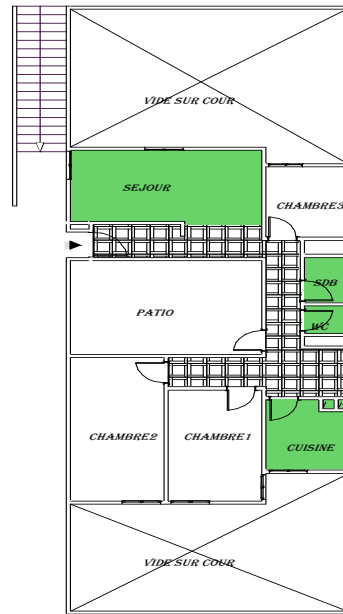 VIDE SUR COUR
SEJOUR
CHAMBRE3
SDB
PATIO
WC
CHAMBRE2
CHAMBRE1
CUISINE
VIDE SUR COUR